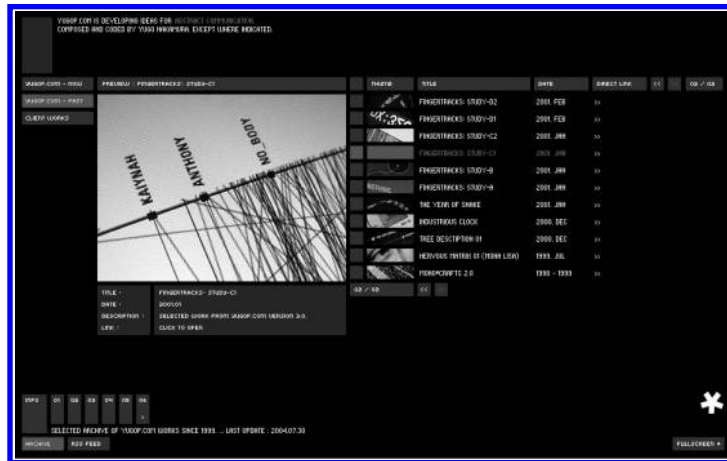 YUGOP.COM IS DEVELOPING IDEAS FOR ABSTRACT COMMUNICATION.
COMPOSED AND CODED BY YUGO NAKAMURA, EXCEPT WHERE INDICATED.
YUGOP.COM - NOW
PREVIEW : FINGERTRACKS: STUDY-C1
THUMB TITLE DATE DIRECT LINK << 03 / 03
YUGOP.COM - PAST
CLIENT WORKS
FINGERTRACKS: STUDY-D2 2001. FEB >>
FINGERTRACKS: STUDY-D1 2001. FEB >>
FINGERTRACKS: STUDY-C2 2001. JAN >>
FINGERTRACKS: STUDY-C1 2001. JAN >>
FINGERTRACKS: STUDY-B 2001. JAN >>
FINGERTRACKS: STUDY-A 2001. JAN >>
THE YEAR OF SNAKE 2001. JAN >>
INDUSTRIOUS CLOCK 2000. DEC >>
TREE DESCTIPTION 01 2000. DEC >>
NERVOUS MATRIX 01 (MONA LISA) 1999. JUL >>
MONO*CRAFTS 2.0 1998 - 1999 >>
KAIYNAH
ANTHONY
NO_BODY
03 / 03 <<
TITLE : FINGERTRACKS: STUDY-C1
DATE : 2001.01
DESCRIPTION : SELECTED WORK FROM YUGOP.COM VERSION 3.0.
LINK : CLICK TO OPEN
INFO 01 02 03 04 05 06
SELECTED ARCHIVE OF YUGOP.COM WORKS SINCE 1999. ... LAST UPDATE : 2004.07.30
ARCHIVE RSS FEED
FULLSCREEN